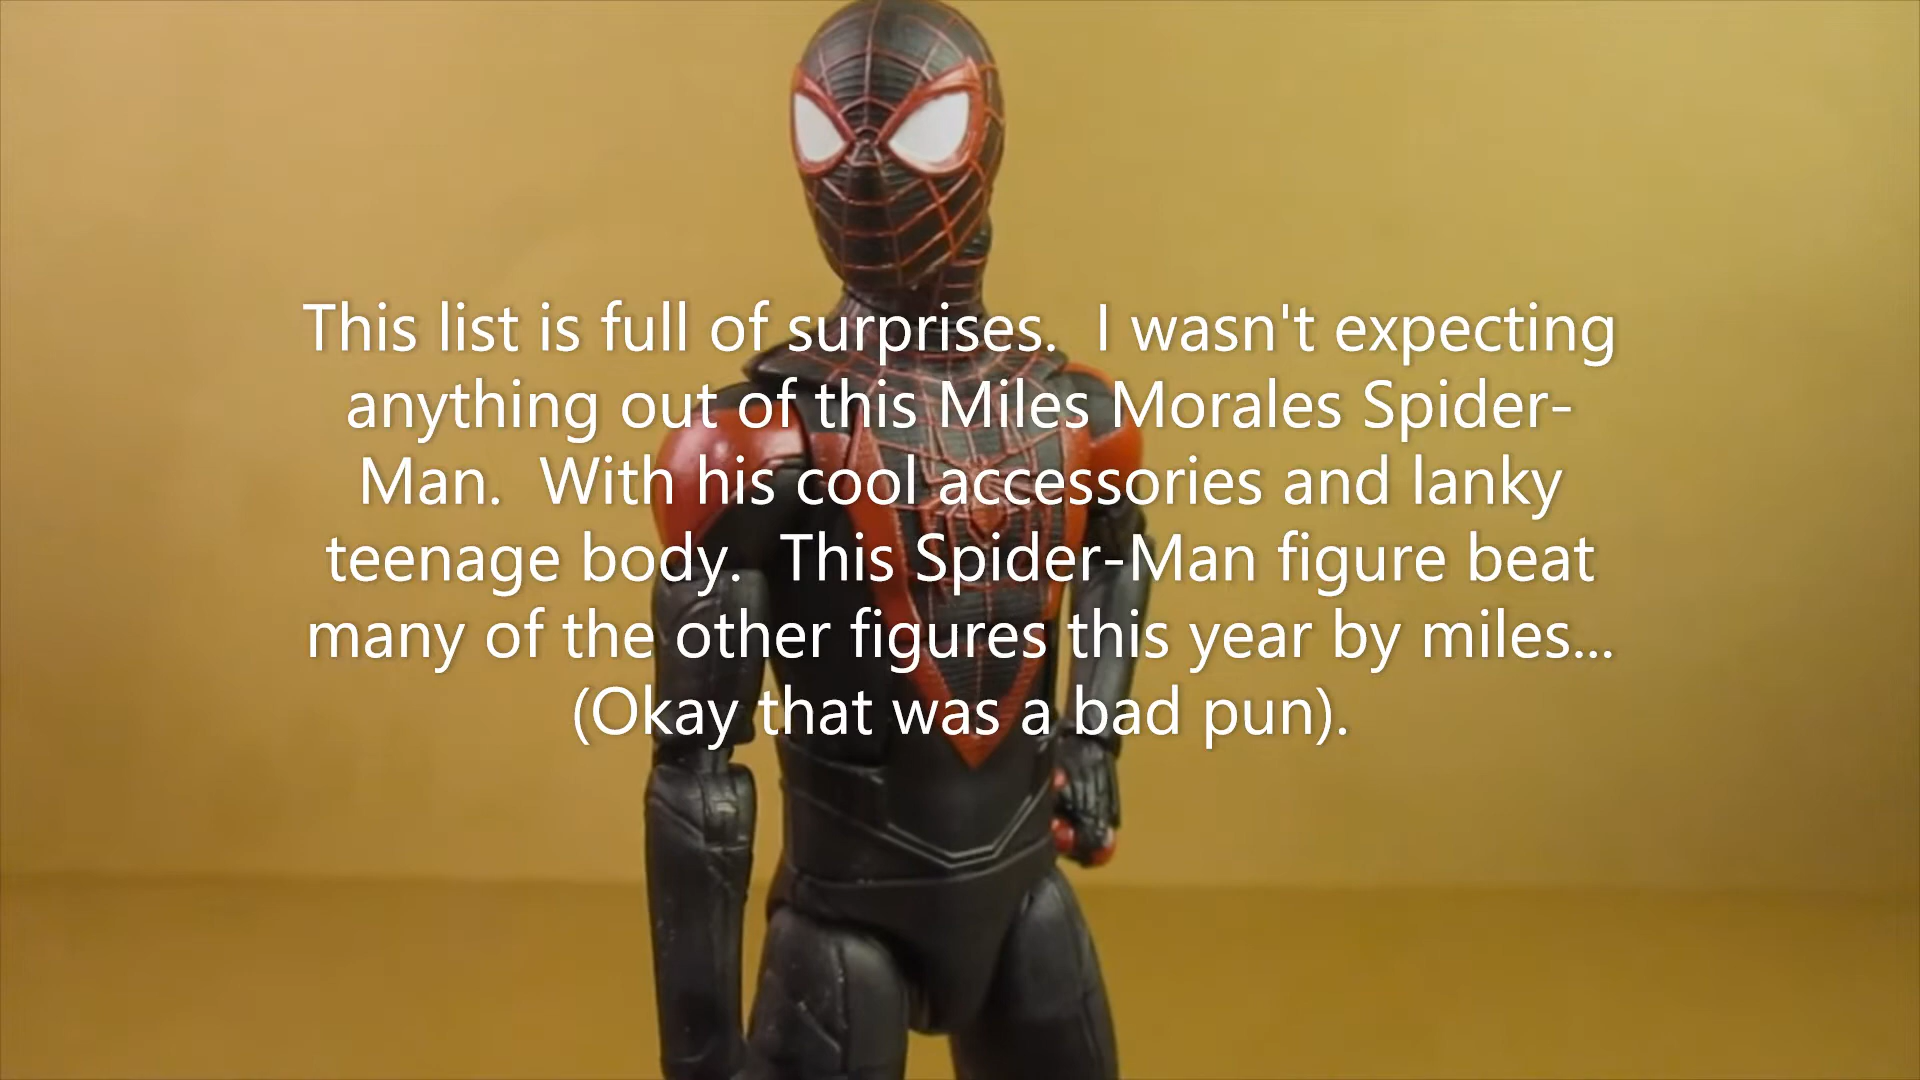 This list is full of surprises.  I wasn't expecting
anything out of this Miles Morales Spider-
Man.  With his cool accessories and lanky
teenage body.  This Spider-Man figure beat
many of the other figures this year by miles...
(Okay that was a bad pun).